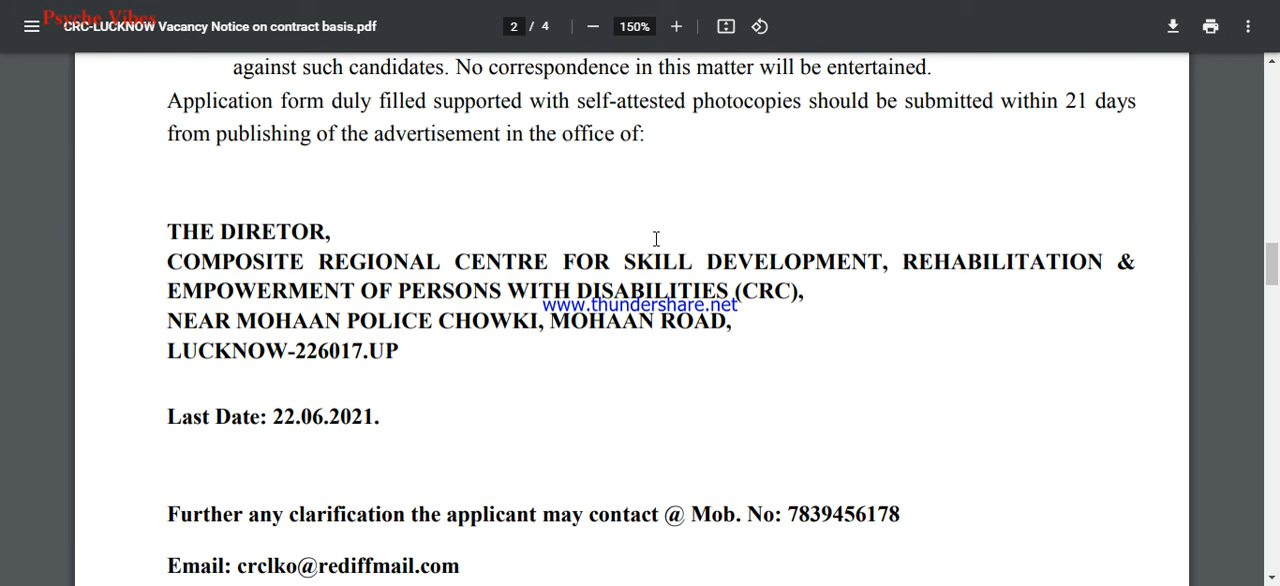 Psyche Vibes
CRC-LUCKNOW Vacancy Notice on contract basis.pdf
2 / 4
150%
against such candidates. No correspondence in this matter will be entertained.
Application form duly filled supported with self-attested photocopies should be submitted within 21 days
from publishing of the advertisement in the office of:
THE DIRETOR,
COMPOSITE REGIONAL CENTRE FOR SKILL DEVELOPMENT, REHABILITATION &
EMPOWERMENT OF PERSONS WITH DISABILITIES (CRC),
www.thundershare.net
NEAR MOHAAN POLICE CHOWKI, MOHAAN ROAD,
LUCKNOW-226017.UP
Last Date: 22.06.2021.
Further any clarification the applicant may contact @ Mob. No: 7839456178
Email: crclko@rediffmail.com